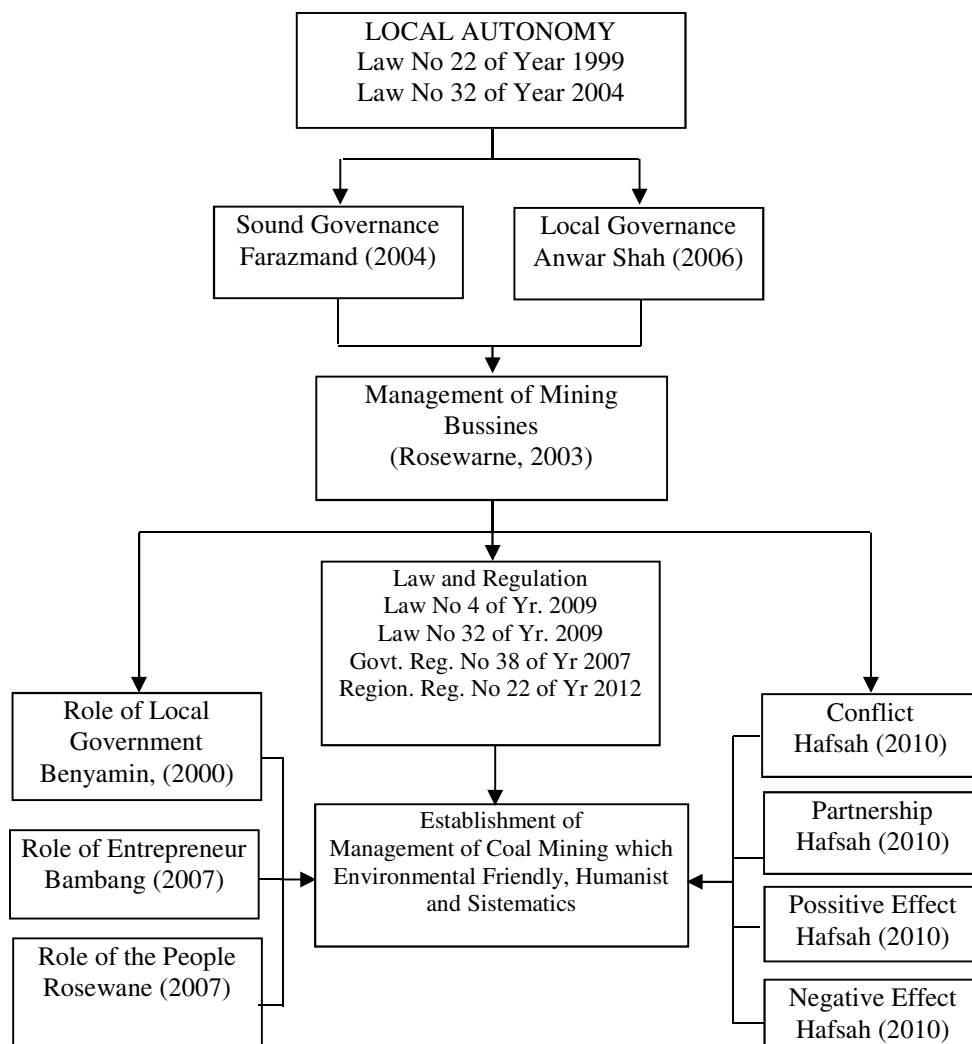 LOCAL AUTONOMY
Law No 22 of Year 1999
Law No 32 of Year 2004
Sound Governance
Farazmand (2004)
Local Governance
Anwar Shah (2006)
Management of Mining
Bussines
(Rosewarne, 2003)
Law and Regulation
Law No 4 of Yr. 2009
Law No 32 of Yr. 2009
Govt. Reg. No 38 of Yr 2007
Region. Reg. No 22 of Yr 2012
Role of Local
Government
Benyamin, (2000)
Role of Entrepreneur
Bambang (2007)
Role of the People
Rosewane (2007)
Establishment of
Management of Coal Mining which
Environmental Friendly, Humanist
and Sistematics
Conflict
Hafsah (2010)
Partnership
Hafsah (2010)
Possitive Effect
Hafsah (2010)
Negative Effect
Hafsah (2010)